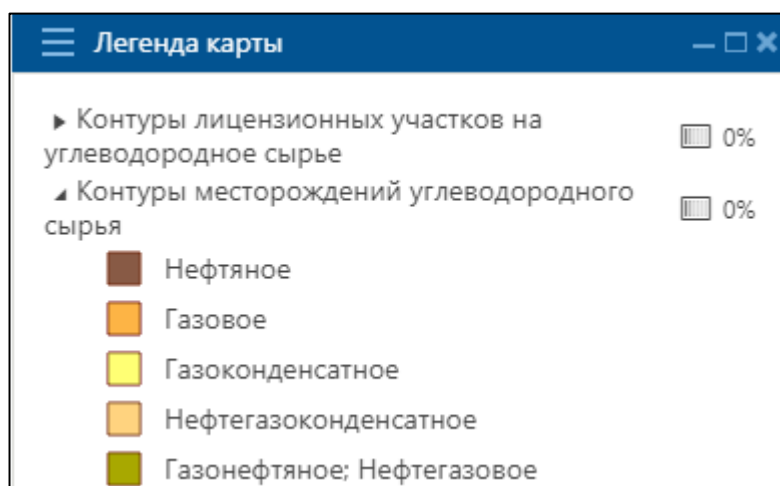 Легенда карты
Контуры лицензионных участков на
углеводородное сырье
0%
Контуры месторождений углеводородного
сырья
0%
Нефтяное
Газовое
Газоконденсатное
Нефтегазоконденсатное
Газонефтяное; Нефтегазовое